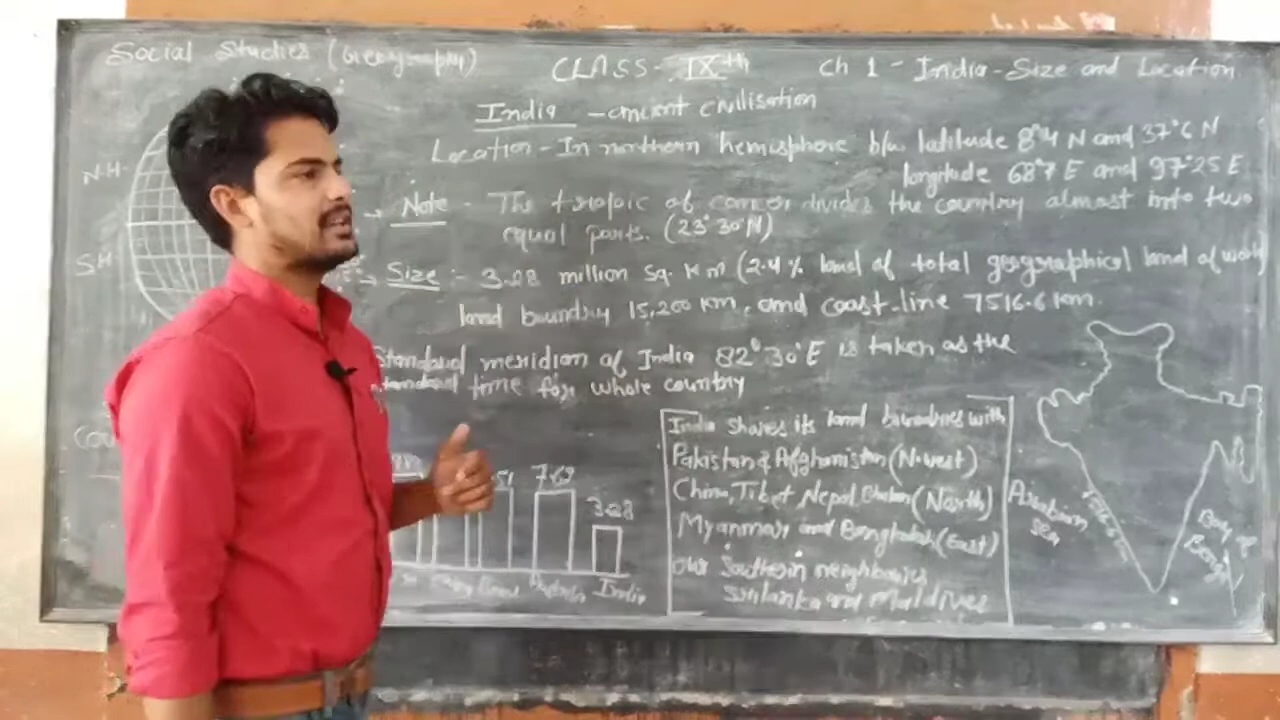 Social Studies (Geography)
CLASS - IXth
Ch 1 - India - Size and Location
India - ancient civilisation
Location - In northern hemisphere b/w latitude 8°4 N and 37°6 N
longitude 68°7 E and 97°25 E
N.H-
S.H-
→ Note - The tropic of cancer divides the country almost into two
equal parts. (23°30'N)
→ Size :- 3.28 million sq. km (2.4% land of total geographical land of world
land boundry 15,200 km, and coast-line 7516.6 km.
Standard meridian of India 82°30'E is taken as the
standard time for whole country
7.69
3.28
India
India shares its land boundries with
Pakistan & Afghanistan (N.west)
China, Tibet Nepal, Bhutan (North)
Myanmar and Bangladesh (East)
our Southern neighbours
Srilanka and Maldives
Arabian
sea
Bay of
Bengal